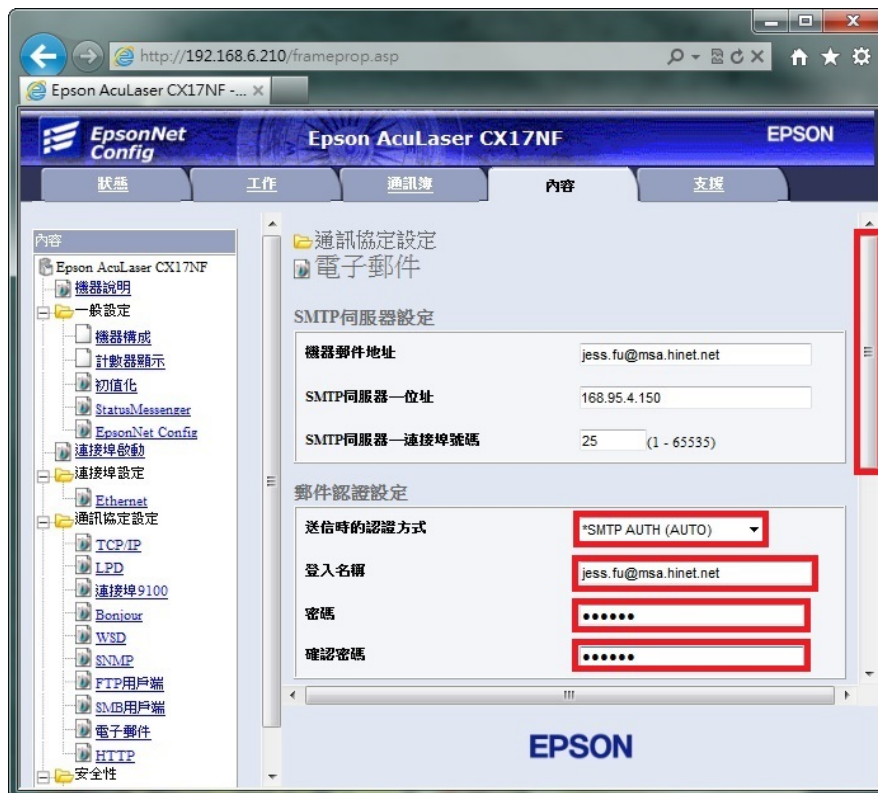 http://192.168.6.210/frameprop.asp
Epson AcuLaser CX17NF -...
EpsonNet Config
Epson AcuLaser CX17NF
EPSON
狀態 工作 通訊簿 內容 支援
內容
Epson AcuLaser CX17NF
機器說明
一般設定
機器構成
計數器顯示
初值化
StatusMessenger
EpsonNet Config
連接埠啟動
連接埠設定
Ethernet
通訊協定設定
TCP/IP
LPD
連接埠9100
Bonjour
WSD
SNMP
FTP用戶端
SMB用戶端
電子郵件
HTTP
安全性
通訊協定設定
電子郵件
SMTP伺服器設定
機器郵件地址 jess.fu@msa.hinet.net
SMTP伺服器—位址 168.95.4.150
SMTP伺服器—連接埠號碼 25 (1 - 65535)
郵件認證設定
送信時的認證方式 *SMTP AUTH (AUTO)
登入名稱 jess.fu@msa.hinet.net
密碼 ●●●●●●
確認密碼 ●●●●●●
EPSON